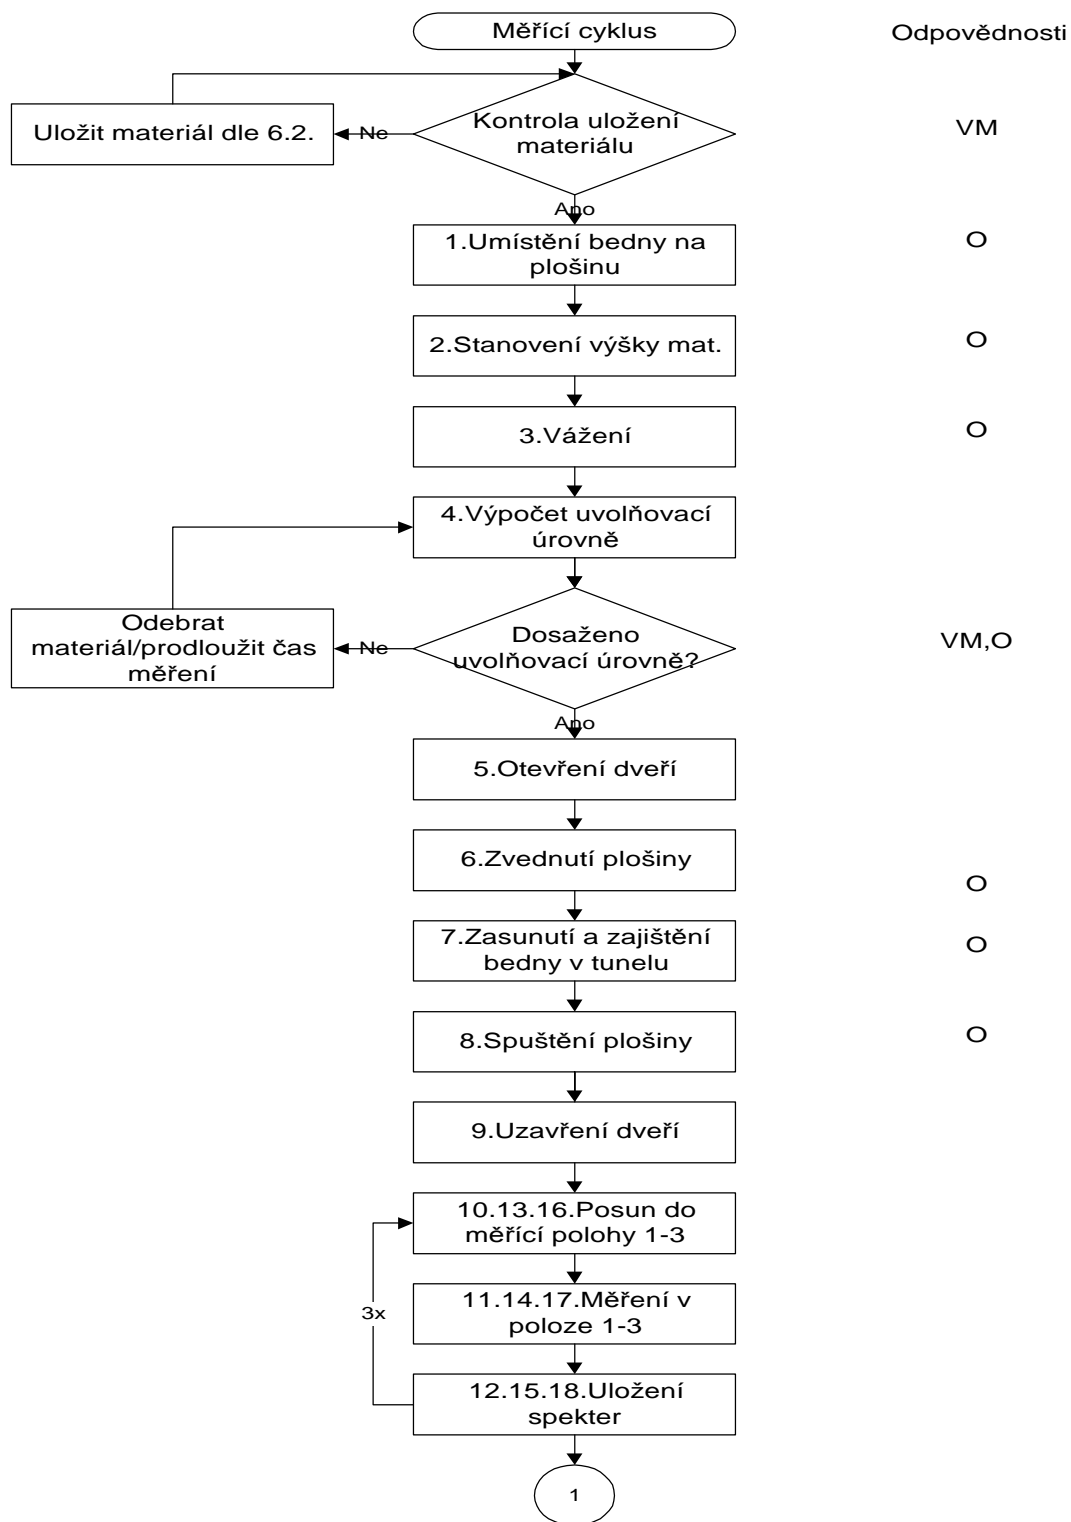 Měřící cyklus
Odpovědnosti
Uložit materiál dle 6.2.
Ne
Kontrola uložení
materiálu
VM
Ano
1.Umístění bedny na
plošinu
O
2.Stanovení výšky mat.
O
3.Vážení
O
4.Výpočet uvolňovací
úrovně
Odebrat
materiál/prodloužit čas
měření
Ne
Dosaženo
uvolňovací úrovně?
VM,O
Ano
5.Otevření dveří
6.Zvednutí plošiny
O
7.Zasunutí a zajištění
bedny v tunelu
O
8.Spuštění plošiny
O
9.Uzavření dveří
10.13.16.Posun do
měřící polohy 1-3
11.14.17.Měření v
poloze 1-3
3x
12.15.18.Uložení
spekter
1